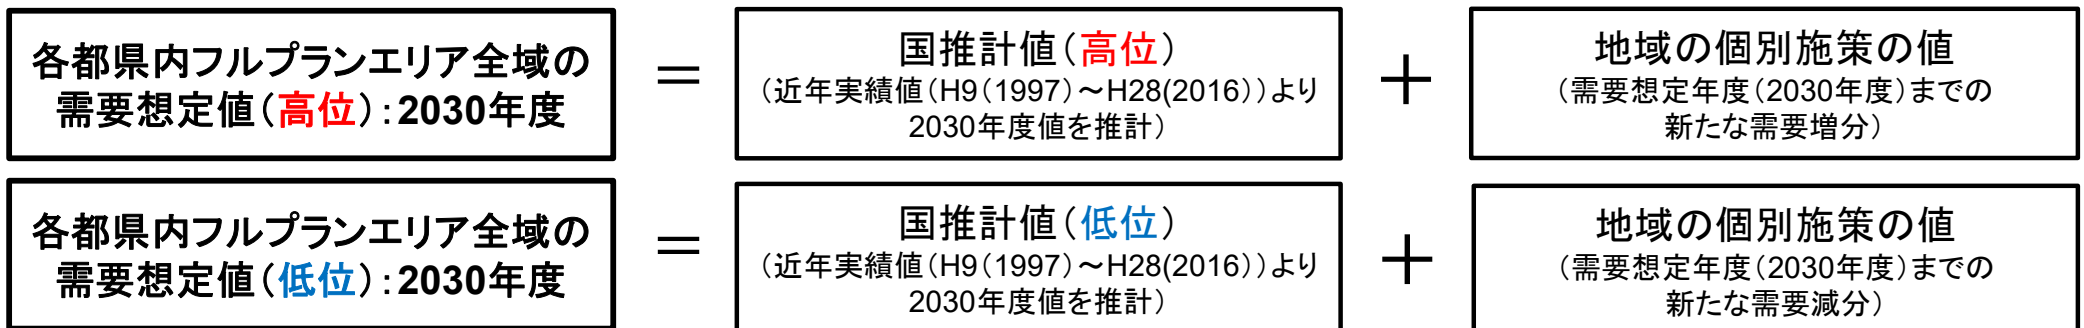 各都県内フルプランエリア全域の
需要想定値(高位):2030年度
＝
国推計値(高位)
(近年実績値(H9(1997)～H28(2016))より
2030年度値を推計)
＋
地域の個別施策の値
(需要想定年度(2030年度)までの
新たな需要増分)
各都県内フルプランエリア全域の
需要想定値(低位):2030年度
＝
国推計値(低位)
(近年実績値(H9(1997)～H28(2016))より
2030年度値を推計)
＋
地域の個別施策の値
(需要想定年度(2030年度)までの
新たな需要減分)